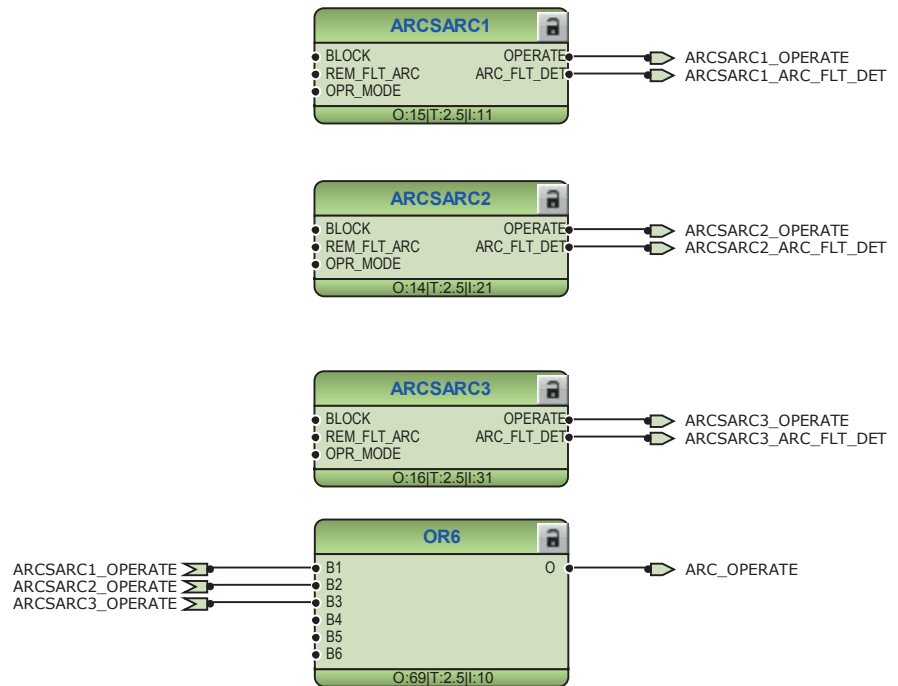 ARCSARC1
BLOCK OPERATE ARCSARC1_OPERATE
REM_FLT_ARC ARC_FLT_DET ARCSARC1_ARC_FLT_DET
OPR_MODE
O:15|T:2.5|I:11
ARCSARC2
BLOCK OPERATE ARCSARC2_OPERATE
REM_FLT_ARC ARC_FLT_DET ARCSARC2_ARC_FLT_DET
OPR_MODE
O:14|T:2.5|I:21
ARCSARC3
BLOCK OPERATE ARCSARC3_OPERATE
REM_FLT_ARC ARC_FLT_DET ARCSARC3_ARC_FLT_DET
OPR_MODE
O:16|T:2.5|I:31
OR6
ARCSARC1_OPERATE B1 O ARC_OPERATE
ARCSARC2_OPERATE B2
ARCSARC3_OPERATE B3
B4
B5
B6
O:69|T:2.5|I:10